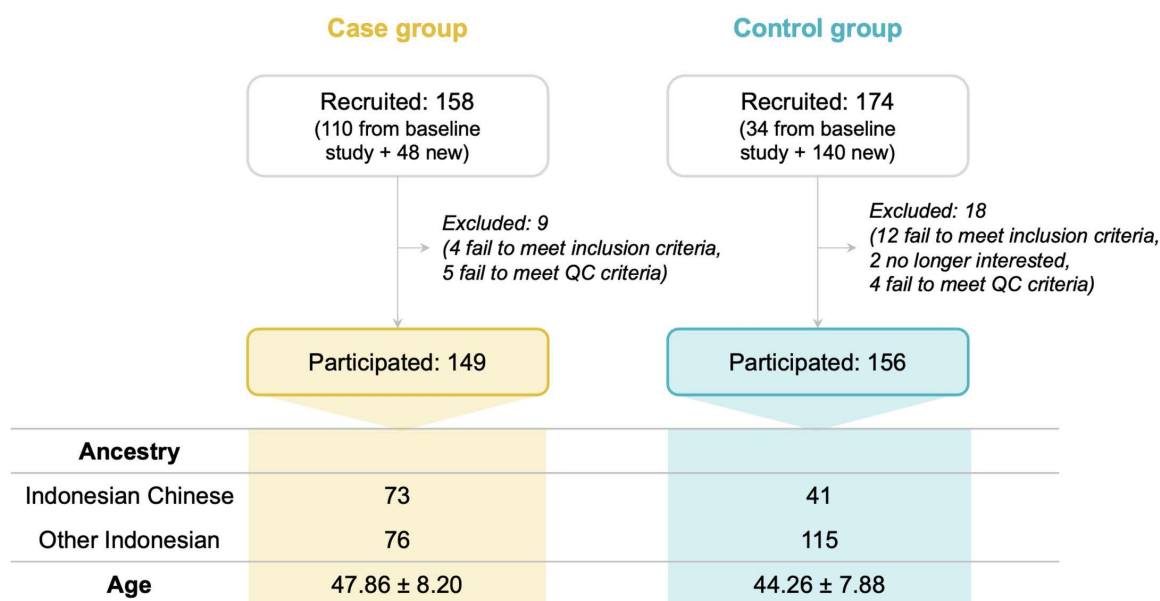 Case group
Control group
Recruited: 158
(110 from baseline
study + 48 new)
Recruited: 174
(34 from baseline
study + 140 new)
Excluded: 9
(4 fail to meet inclusion criteria,
5 fail to meet QC criteria)
Excluded: 18
(12 fail to meet inclusion criteria,
2 no longer interested,
4 fail to meet QC criteria)
Participated: 149
Participated: 156
Ancestry
Indonesian Chinese 73 41
Other Indonesian 76 115
Age 47.86 ± 8.20 44.26 ± 7.88